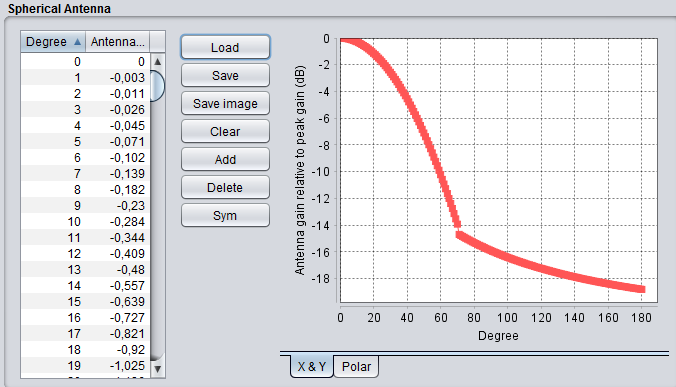 Spherical Antenna
Degree Antenna...
0 0
1 -0,003
2 -0,011
3 -0,026
4 -0,045
5 -0,071
6 -0,102
7 -0,139
8 -0,182
9 -0,23
10 -0,284
11 -0,344
12 -0,409
13 -0,48
14 -0,557
15 -0,639
16 -0,727
17 -0,821
18 -0,92
19 -1,025
Load
Save
Save image
Clear
Add
Delete
Sym
Antenna gain relative to peak gain (dB)
0
-2
-4
-6
-8
-10
-12
-14
-16
-18
0 20 40 60 80 100 120 140 160 180
Degree
X & Y Polar